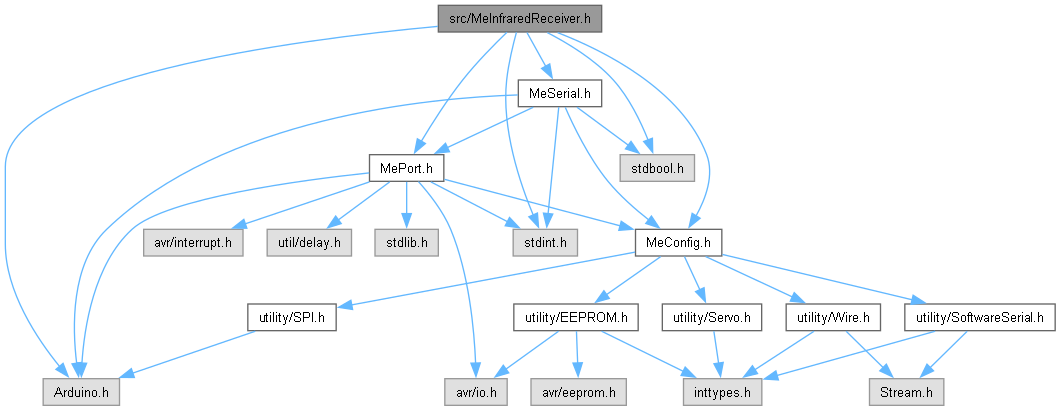 src/MeInfraredReceiver.h
MeSerial.h
stdbool.h
MePort.h
avr/interrupt.h
util/delay.h
stdlib.h
stdint.h
MeConfig.h
utility/SPI.h
utility/EEPROM.h
utility/Servo.h
utility/Wire.h
utility/SoftwareSerial.h
Arduino.h
avr/io.h
avr/eeprom.h
inttypes.h
Stream.h